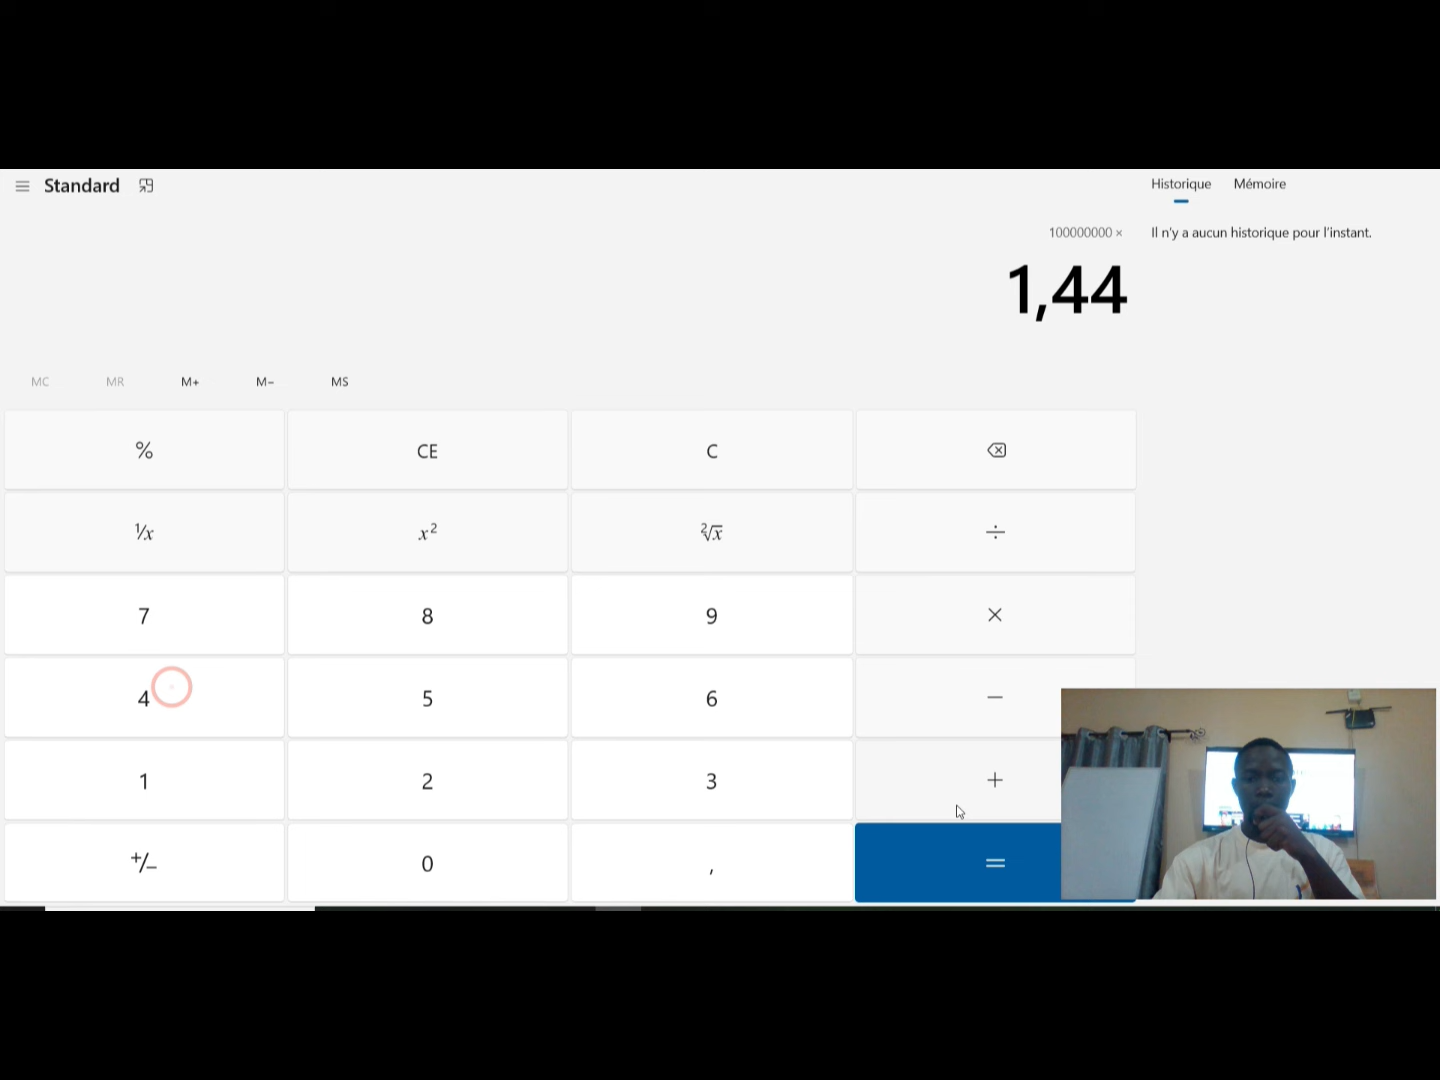 Standard
Historique Mémoire
100000000 ×
Il n'y a aucun historique pour l'instant.
1,44
MC MR M+ M− MS
% CE C
¹/x x² ²√x ÷
7 8 9 ×
4 5 6 −
1 2 3 +
+/− 0 , =